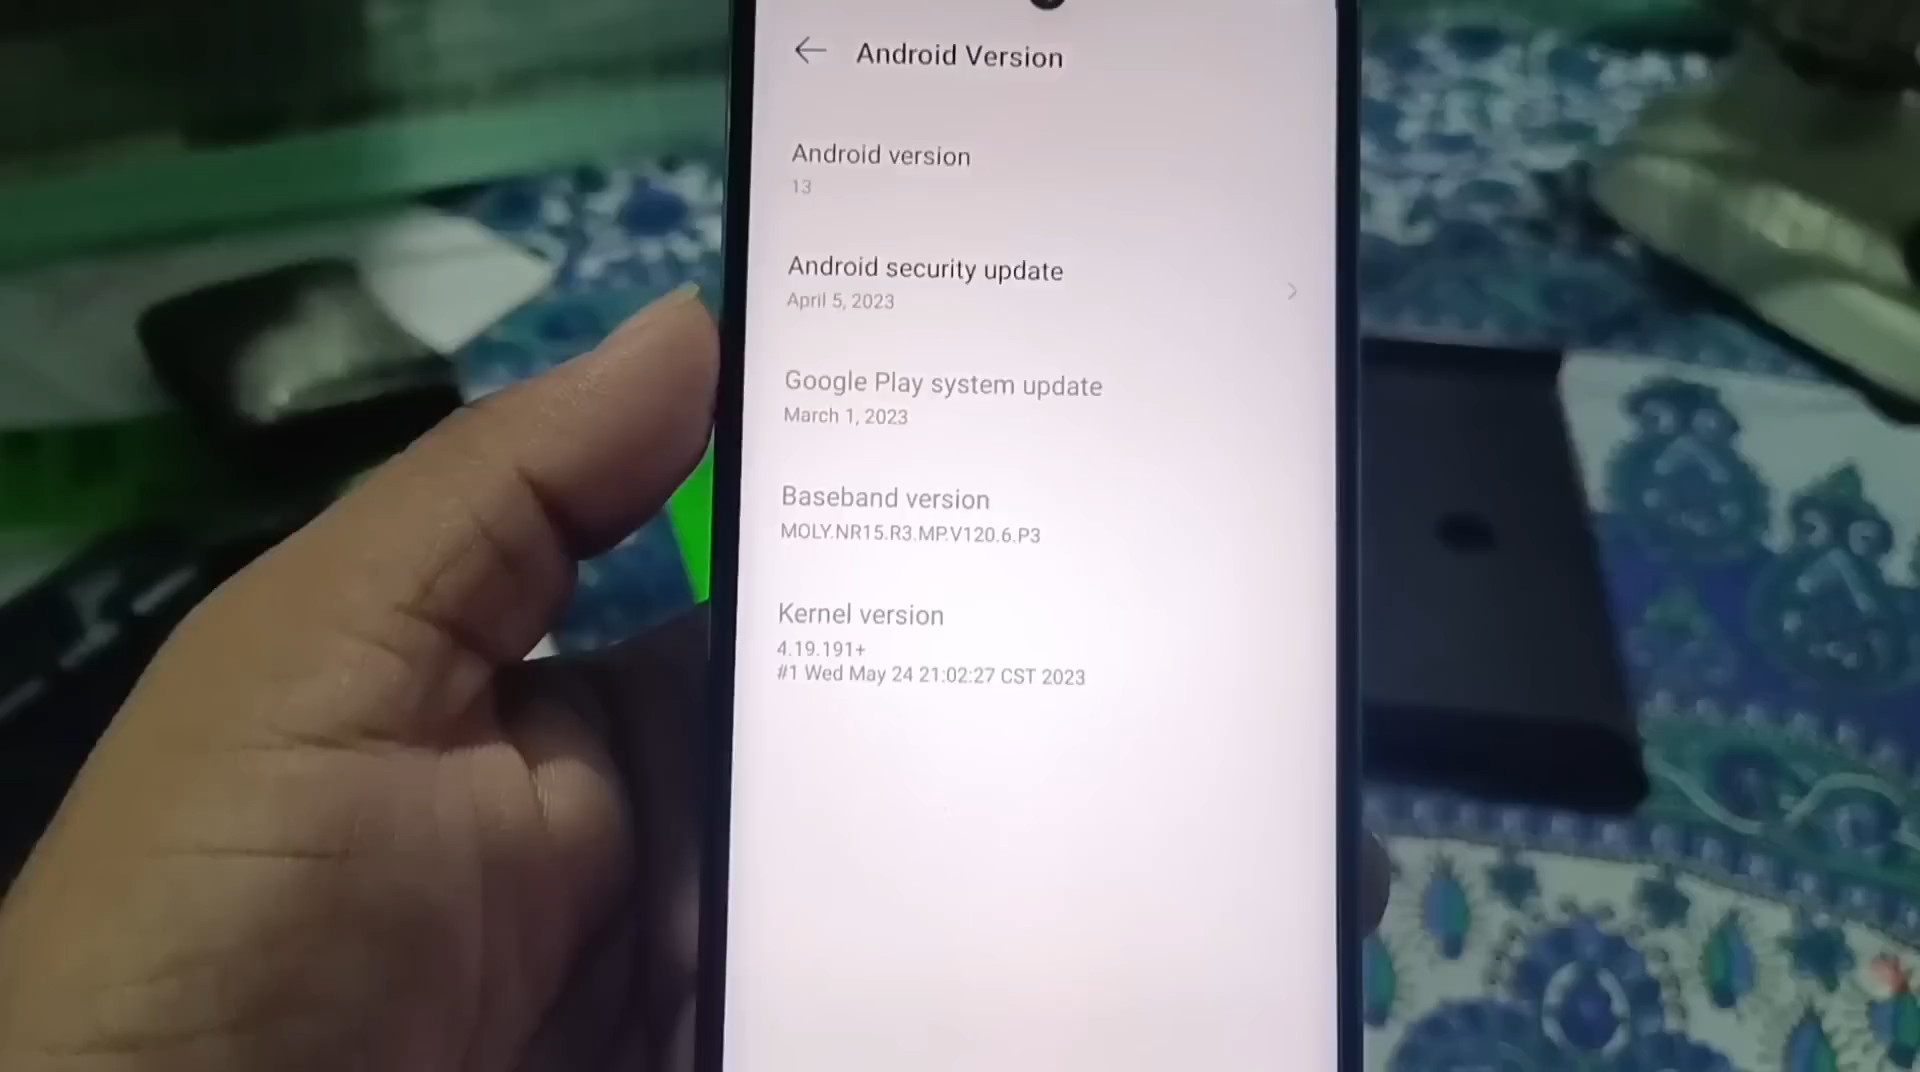 Android Version
Android version
13
Android security update
April 5, 2023
Google Play system update
March 1, 2023
Baseband version
MOLY.NR15.R3.MP.V120.6.P3
Kernel version
4.19.191+
#1 Wed May 24 21:02:27 CST 2023